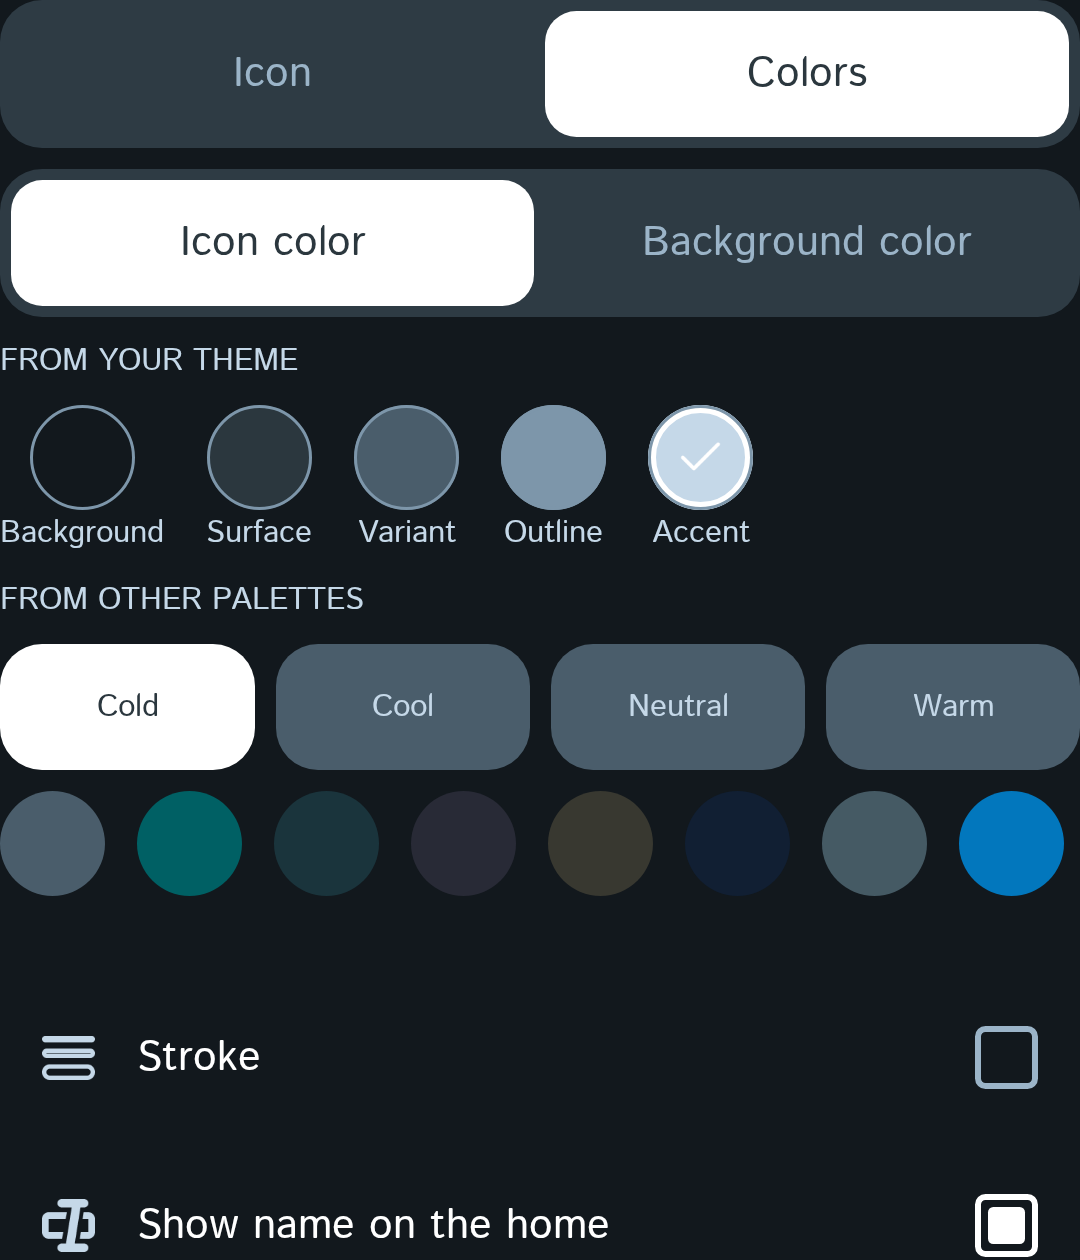 Icon Colors
Icon color Background color
FROM YOUR THEME
Background Surface Variant Outline Accent
FROM OTHER PALETTES
Cold Cool Neutral Warm
Stroke
Show name on the home